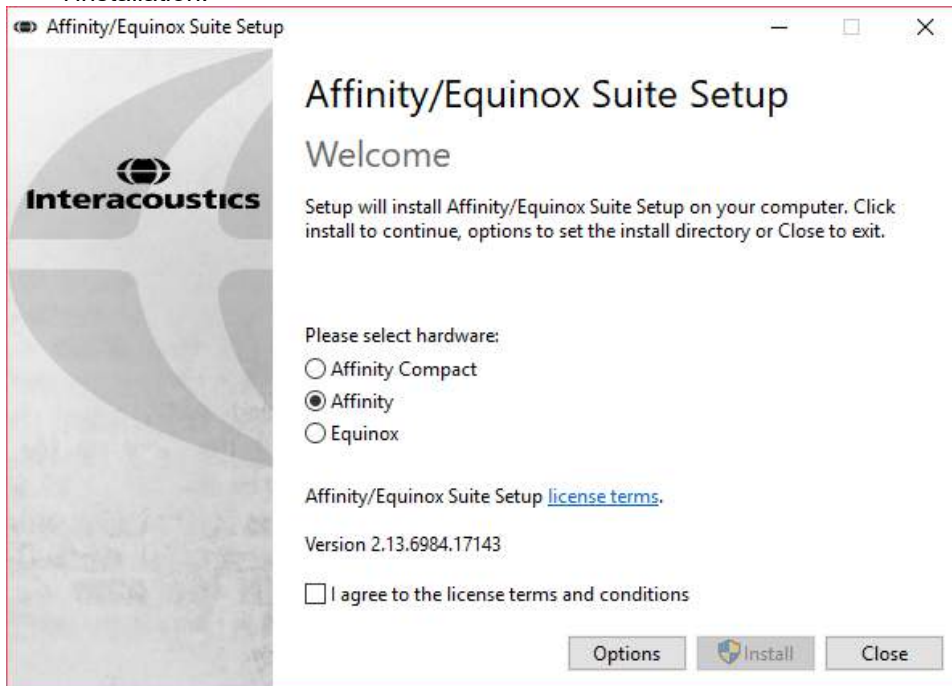 Affinity/Equinox Suite Setup
Affinity/Equinox Suite Setup
Welcome
Interacoustics
Setup will install Affinity/Equinox Suite Setup on your computer. Click
install to continue, options to set the install directory or Close to exit.
Please select hardware:
Affinity Compact
Affinity
Equinox
Affinity/Equinox Suite Setup license terms.
Version 2.13.6984.17143
I agree to the license terms and conditions
Options Install Close